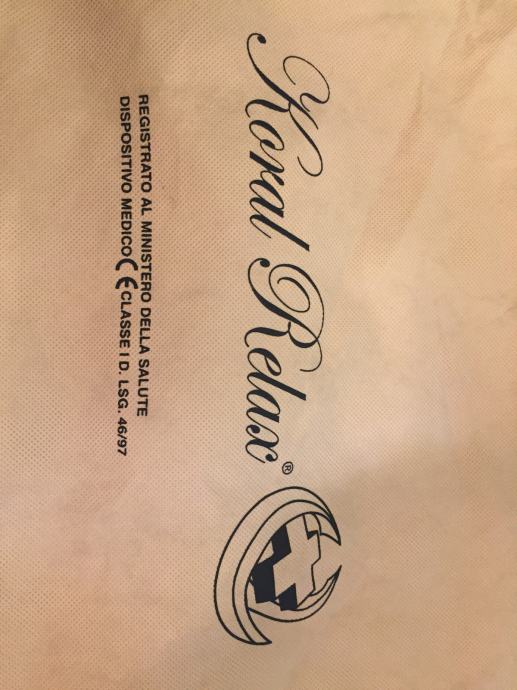 Koral Relax®
REGISTRATO AL MINISTERO DELLA SALUTE
DISPOSITIVO MEDICO CE CLASSE I D. LSG. 46/97